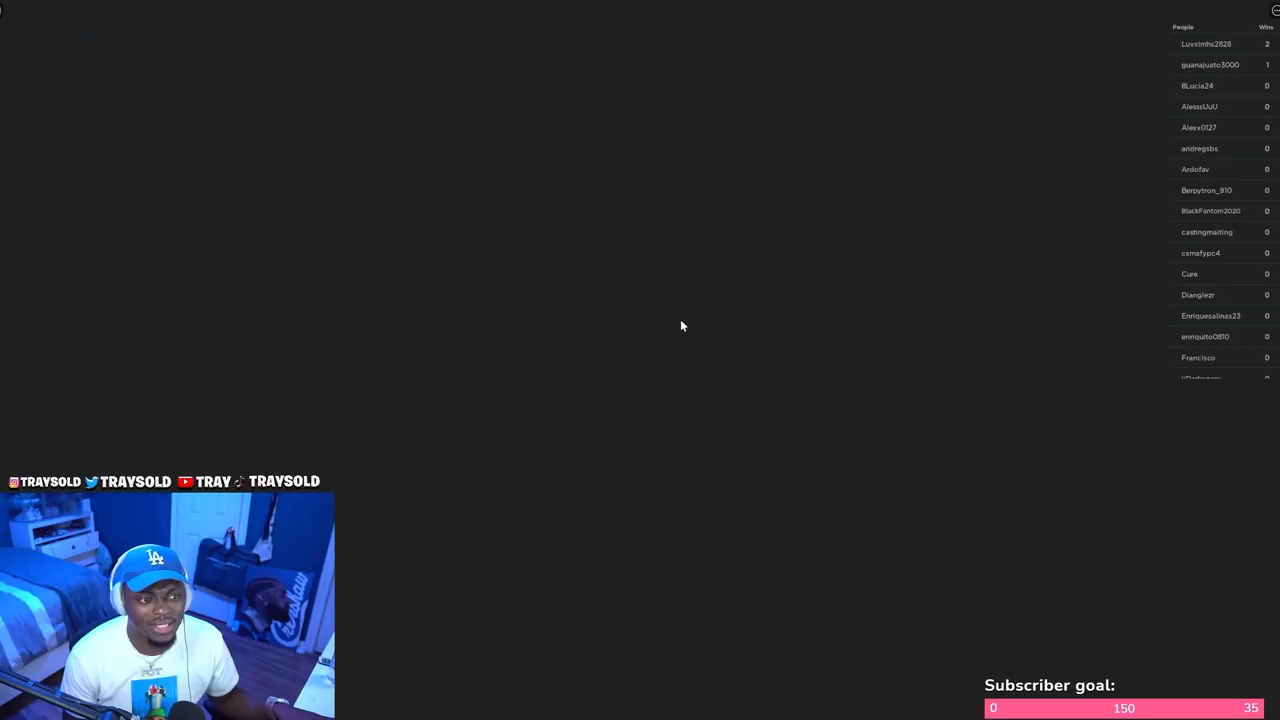 People Wins
Luvximhs2828 2
guanajuato3000 1
8Lucia24 0
AlesssUuU 0
Alexx0127 0
andregsbs 0
Ardofav 0
Berpytron_910 0
BlackFantom2020 0
castingmaiting 0
csmafypc4 0
Cure 0
Dianglezr 0
Enriquesalinas23 0
enriquito0810 0
Francisco 0
TRAYSOLD TRAYSOLD TRAY TRAYSOLD
LA
Crenshaw
Subscriber goal:
0 150 35